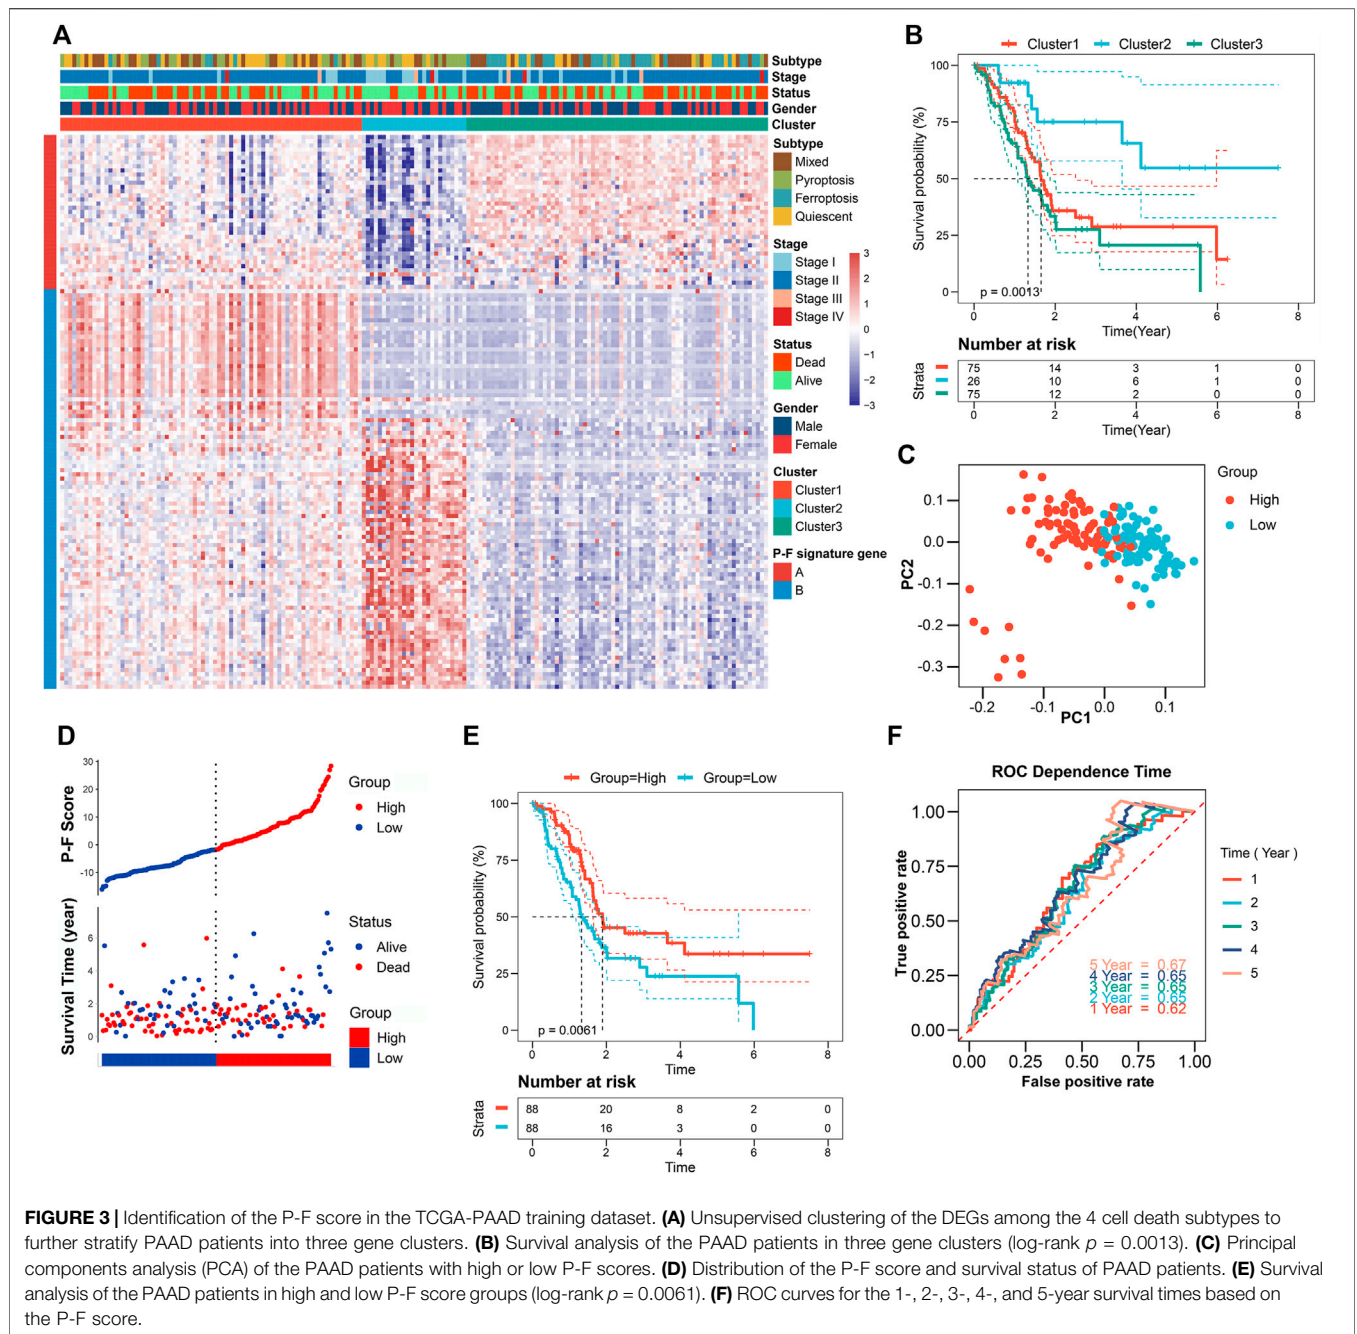 A
Subtype
Stage
Status
Gender
Cluster
Subtype
Mixed
Pyroptosis
Ferroptosis
Quiescent
Stage
Stage I
Stage II
Stage III
Stage IV
Status
Dead
Alive
Gender
Male
Female
Cluster
Cluster1
Cluster2
Cluster3
P-F signature gene
A
B
3
2
1
0
−1
−2
−3
B
Cluster1 Cluster2 Cluster3
Survival probability (%)
100
75
50
25
0
p = 0.0013
0 2 4 6 8
Time(Year)
Number at risk
Strata
75 14 3 1 0
26 10 6 1 0
75 12 2 0 0
0 2 4 6 8
Time(Year)
C
PC2
0.1
0.0
-0.1
-0.2
-0.3
-0.2 -0.1 0.0 0.1
PC1
Group
High
Low
D
P-F Score
30
20
10
0
-10
Group
High
Low
Survival Time (year)
6
4
2
0
Status
Alive
Dead
Group
High
Low
E
Group=High Group=Low
Survival probability (%)
100
75
50
25
0
p = 0.0061
0 2 4 6 8
Time
Number at risk
Strata
88 20 8 2 0
88 16 3 0 0
0 2 4 6 8
Time
F
ROC Dependence Time
True positive rate
1.00
0.75
0.50
0.25
0.00
5 Year = 0.67
4 Year = 0.65
3 Year = 0.65
2 Year = 0.65
1 Year = 0.62
0.00 0.25 0.50 0.75 1.00
False positive rate
Time ( Year )
1
2
3
4
5
FIGURE 3 | Identification of the P-F score in the TCGA-PAAD training dataset. (A) Unsupervised clustering of the DEGs among the 4 cell death subtypes to
further stratify PAAD patients into three gene clusters. (B) Survival analysis of the PAAD patients in three gene clusters (log-rank p = 0.0013). (C) Principal
components analysis (PCA) of the PAAD patients with high or low P-F scores. (D) Distribution of the P-F score and survival status of PAAD patients. (E) Survival
analysis of the PAAD patients in high and low P-F score groups (log-rank p = 0.0061). (F) ROC curves for the 1-, 2-, 3-, 4-, and 5-year survival times based on
the P-F score.